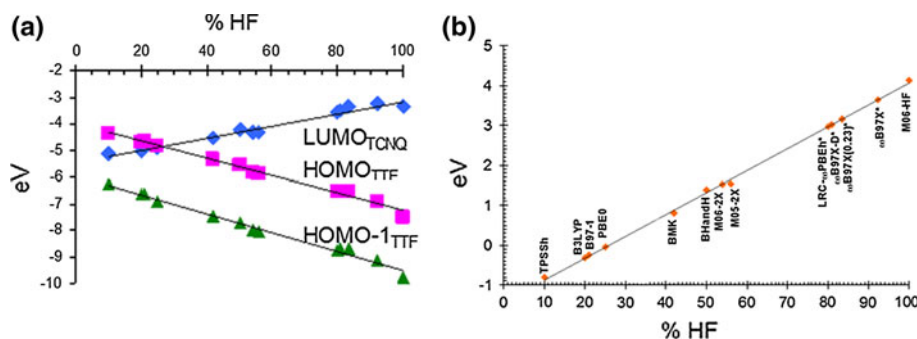 (a)
% HF
0 20 40 60 80 100
-2
-3
-4
-5
-6
-7
-8
-9
-10
eV
LUMO_TCNQ
HOMO_TTF
HOMO-1_TTF
(b)
5
4
3
2
1
0
-1
eV
TPSSh
B3LYP
B97-1
PBE0
BMK
BHandH
M06-2X
M05-2X
LRC-ωPBEh*
ωB97X-D*
ωB97X(0.23)*
ωB97X*
M06-HF
0 10 20 30 40 50 60 70 80 90 100
% HF